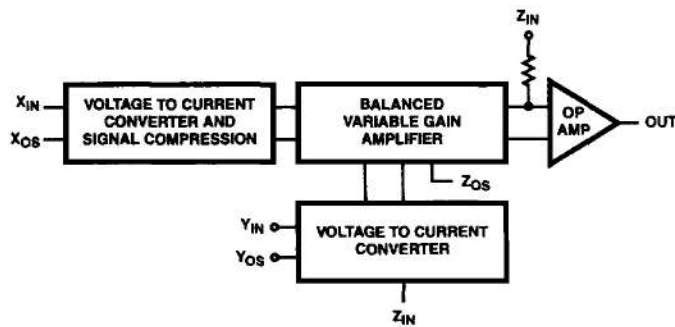 ZIN
XIN
XOS
VOLTAGE TO CURRENT
CONVERTER AND
SIGNAL COMPRESSION
BALANCED
VARIABLE GAIN
AMPLIFIER
OP
AMP
OUT
ZOS
YIN
YOS
VOLTAGE TO CURRENT
CONVERTER
ZIN